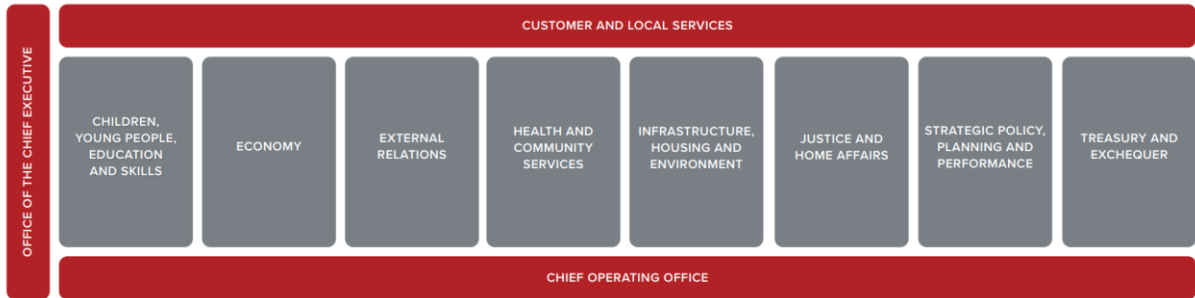 OFFICE OF THE CHIEF EXECUTIVE
CUSTOMER AND LOCAL SERVICES
CHILDREN,
YOUNG PEOPLE,
EDUCATION
AND SKILLS
ECONOMY
EXTERNAL
RELATIONS
HEALTH AND
COMMUNITY
SERVICES
INFRASTRUCTURE,
HOUSING AND
ENVIRONMENT
JUSTICE AND
HOME AFFAIRS
STRATEGIC POLICY,
PLANNING AND
PERFORMANCE
TREASURY AND
EXCHEQUER
CHIEF OPERATING OFFICE